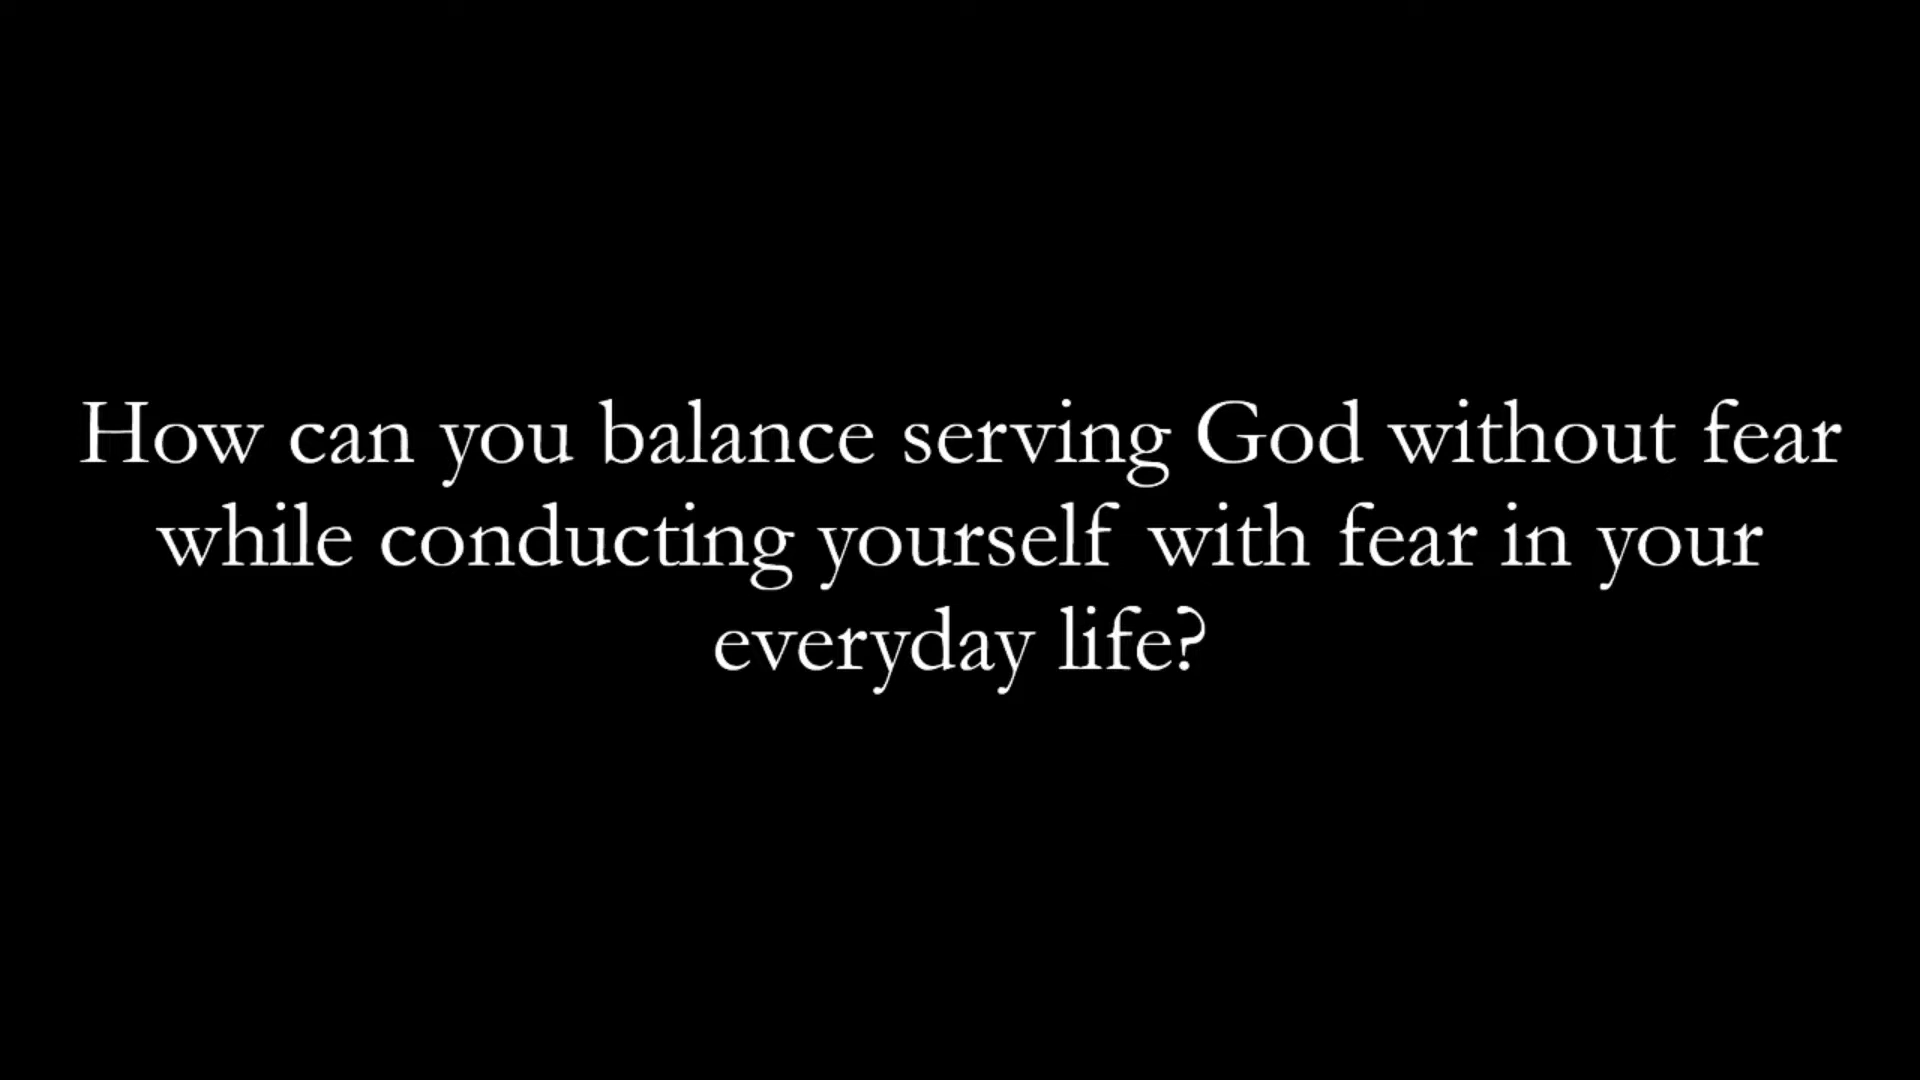 How can you balance serving God without fear
while conducting yourself with fear in your
everyday life?